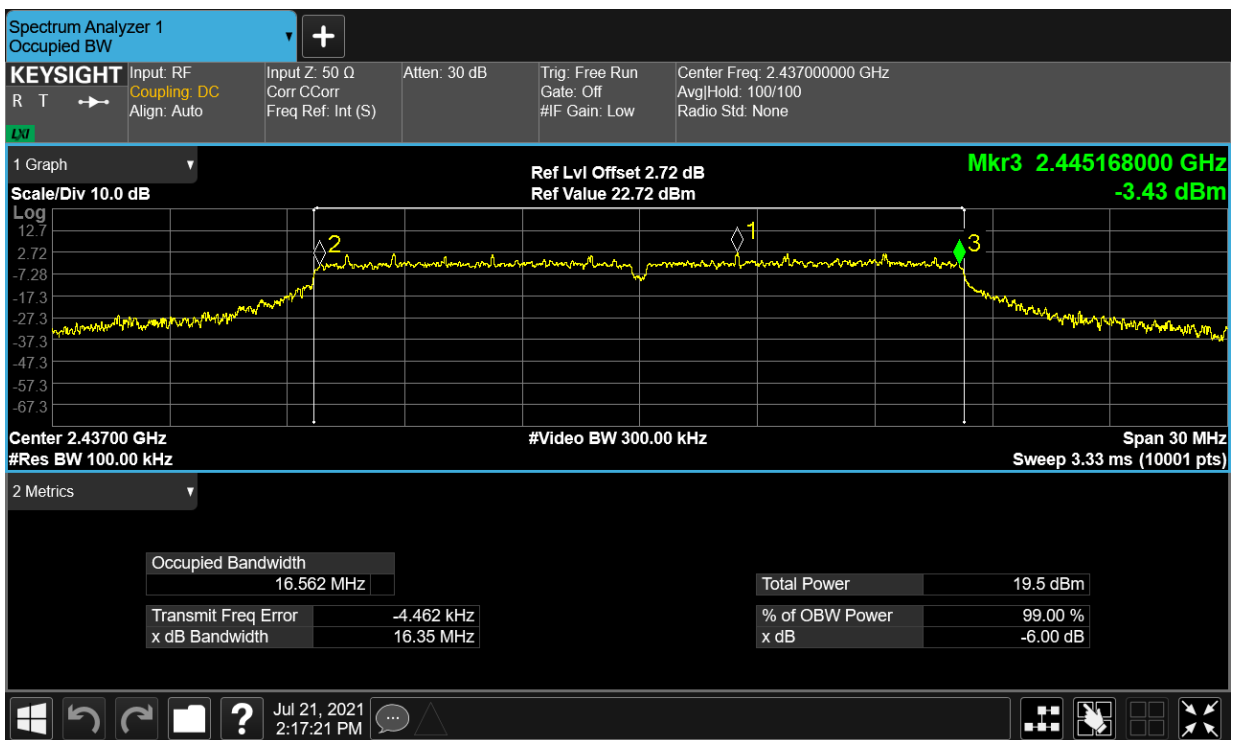 Spectrum Analyzer 1
Occupied BW
KEYSIGHT
R T
LXI
Input: RF
Coupling: DC
Align: Auto
Input Z: 50 Ω
Corr CCorr
Freq Ref: Int (S)
Atten: 30 dB
Trig: Free Run
Gate: Off
#IF Gain: Low
Center Freq: 2.437000000 GHz
Avg|Hold: 100/100
Radio Std: None
1 Graph
Scale/Div 10.0 dB
Ref Lvl Offset 2.72 dB
Ref Value 22.72 dBm
Mkr3 2.445168000 GHz
-3.43 dBm
Log
12.7
2.72
-7.28
-17.3
-27.3
-37.3
-47.3
-57.3
-67.3
2
1
3
Center 2.43700 GHz
#Res BW 100.00 kHz
#Video BW 300.00 kHz
Span 30 MHz
Sweep 3.33 ms (10001 pts)
2 Metrics
Occupied Bandwidth
16.562 MHz
Transmit Freq Error -4.462 kHz
x dB Bandwidth 16.35 MHz
Total Power 19.5 dBm
% of OBW Power 99.00 %
x dB -6.00 dB
?
Jul 21, 2021
2:17:21 PM